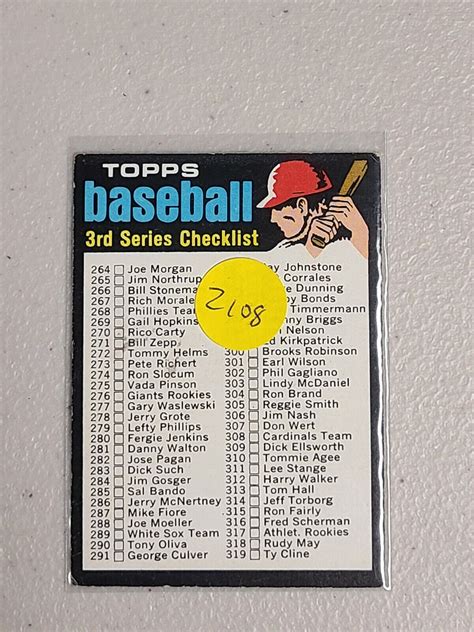 TOPPS
baseball
3rd Series Checklist
264 Joe Morgan
265 Jim Northrup
266 Bill Stonema
267 Rich Morale
268 Phillies Tea
269 Gail Hopkins
270 Rico Carty
271 Bill Zepp
272 Tommy Helms
273 Pete Richert
274 Ron Slocum
275 Vada Pinson
276 Giants Rookies
277 Gary Waslewski
278 Jerry Grote
279 Lefty Phillips
280 Fergie Jenkins
281 Danny Walton
282 Jose Pagan
283 Dick Such
284 Jim Gosger
285 Sal Bando
286 Jerry McNertney
287 Mike Fiore
288 Joe Moeller
289 White Sox Team
290 Tony Oliva
291 George Culver
2108
ay Johnstone
Corrales
e Dunning
y Bonds
Timmermann
ny Briggs
Nelson
d Kirkpatrick
300 Brooks Robinson
301 Earl Wilson
302 Phil Gagliano
303 Lindy McDaniel
304 Ron Brand
305 Reggie Smith
306 Jim Nash
307 Don Wert
308 Cardinals Team
309 Dick Ellsworth
310 Tommie Agee
311 Lee Stange
312 Harry Walker
313 Tom Hall
314 Jeff Torborg
315 Ron Fairly
316 Fred Scherman
317 Athlet. Rookies
318 Rudy May
319 Ty Cline